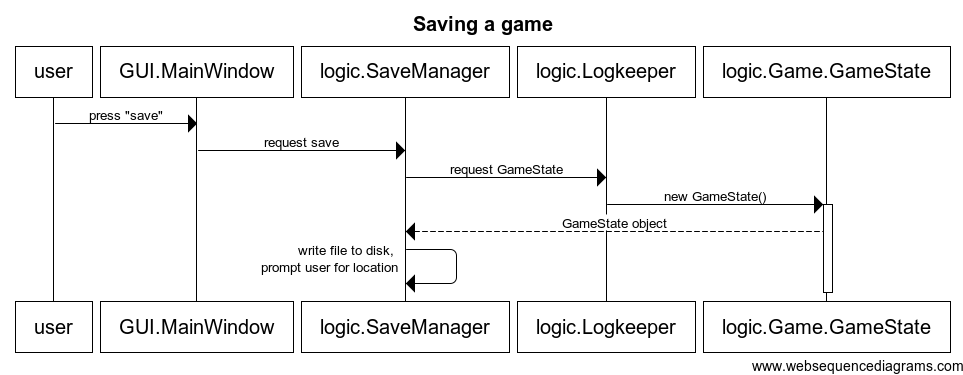 Saving a game
user
GUI.MainWindow
logic.SaveManager
logic.Logkeeper
logic.Game.GameState
press "save"
request save
request GameState
new GameState()
GameState object
write file to disk,
prompt user for location
user
GUI.MainWindow
logic.SaveManager
logic.Logkeeper
logic.Game.GameState
www.websequencediagrams.com